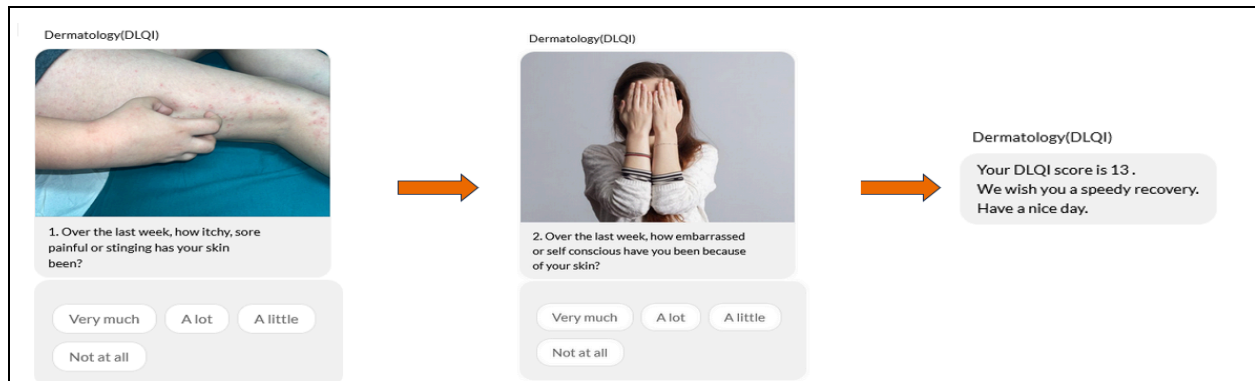 Dermatology(DLQI)
1. Over the last week, how itchy, sore
painful or stinging has your skin
been?
Very much
A lot
A little
Not at all
Dermatology(DLQI)
2. Over the last week, how embarrassed
or self conscious have you been because
of your skin?
Very much
A lot
A little
Not at all
Dermatology(DLQI)
Your DLQI score is 13 .
We wish you a speedy recovery.
Have a nice day.